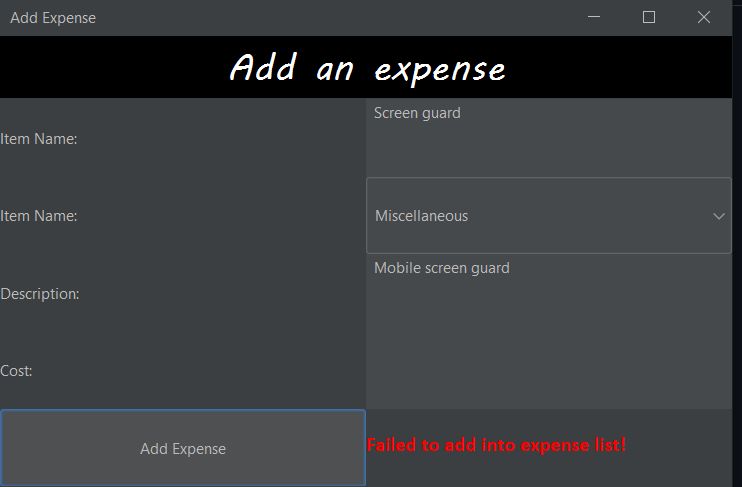 Add Expense
Add an expense
Item Name:
Screen guard
Item Name:
Miscellaneous
Description:
Mobile screen guard
Cost:
Add Expense
Failed to add into expense list!